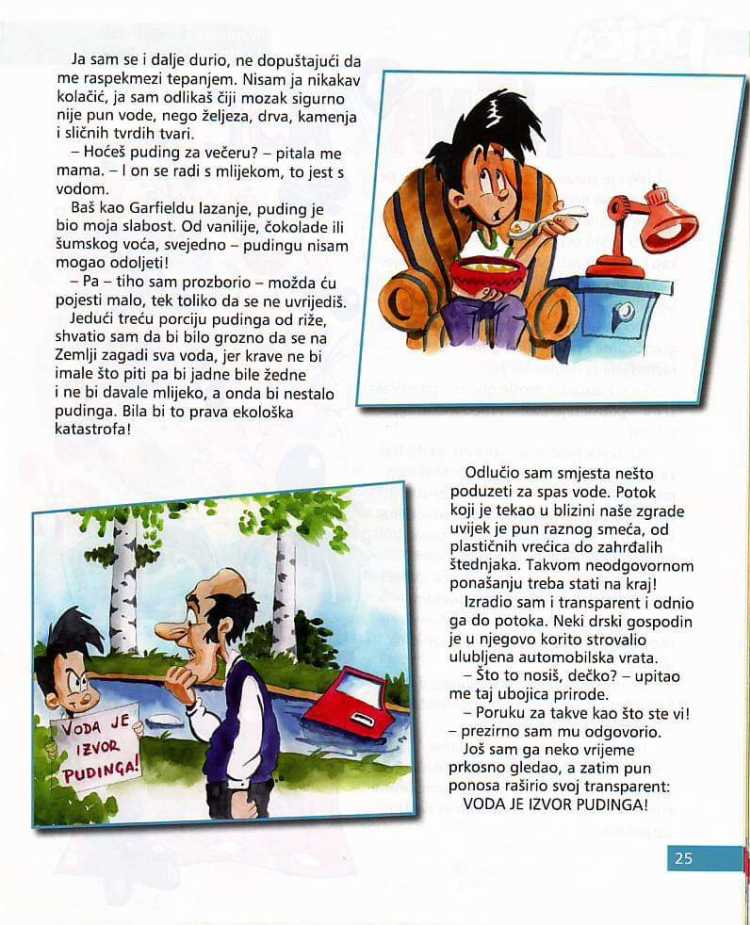 Ja sam se i dalje durio, ne dopuštajući da
me raspekmezi tepanjem. Nisam ja nikakav
kolačić, ja sam odlikaš čiji mozak sigurno
nije pun vode, nego željeza, drva, kamenja
i sličnih tvrdih tvari.
– Hoćeš puding za večeru? – pitala me
mama. – I on se radi s mlijekom, to jest s
vodom.
Baš kao Garfieldu lazanje, puding je
bio moja slabost. Od vanilije, čokolade ili
šumskog voća, svejedno – pudingu nisam
mogao odoljeti!
– Pa – tiho sam prozborio – možda ću
pojesti malo, tek toliko da se ne uvrijediš.
Jedući treću porciju pudinga od riže,
shvatio sam da bi bilo grozno da se na
Zemlji zagadi sva voda, jer krave ne bi
imale što piti pa bi jadne bile žedne
i ne bi davale mlijeko, a onda bi nestalo
pudinga. Bila bi to prava ekološka
katastrofa!
Odlučio sam smjesta nešto
poduzeti za spas vode. Potok
koji je tekao u blizini naše zgrade
uvijek je pun raznog smeća, od
plastičnih vrećica do zahrđalih
štednjaka. Takvom neodgovornom
ponašanju treba stati na kraj!
Izradio sam i transparent i odnio
ga do potoka. Neki drski gospodin
je u njegovo korito strovalio
ulubljena automobilska vrata.
– Što to nosiš, dečko? – upitao
me taj ubojica prirode.
– Poruku za takve kao što ste vi!
– prezirno sam mu odgovorio.
Još sam ga neko vrijeme
prkosno gledao, a zatim pun
ponosa raširio svoj transparent:
VODA JE IZVOR PUDINGA!
VODA JE
IZVOR
PUDINGA!
25